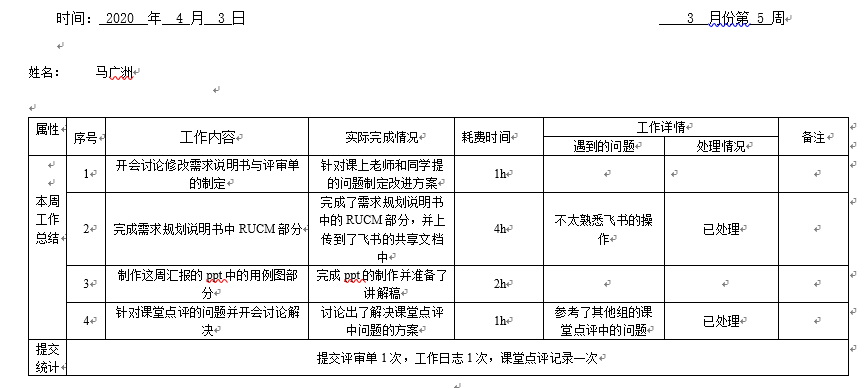 时间： 2020 年 4 月 3 日
3 月份第 5 周
姓名： 马广洲
属性 序号 工作内容 实际完成情况 耗费时间 工作详情 备注
遇到的问题 处理情况
本周
工作
总结
1
开会讨论修改需求说明书与评审单
的制定
针对课上老师和同学提
的问题制定改进方案
1h
2
完成需求规划说明书中 RUCM 部分
完成了需求规划说明书
中的 RUCM 部分，并上
传到了飞书的共享文档
中
4h
不太熟悉飞书的操
作
已处理
3
制作这周汇报的 ppt 中的用例图部
分
完成 ppt 的制作并准备了
讲解稿
2h
4
针对课堂点评的问题并开会讨论解
决
讨论出了解决课堂点评
中问题的方案
1h
参考了其他组的课
堂点评中的问题
已处理
提交
统计
提交评审单 1 次，工作日志 1 次，课堂点评记录一次